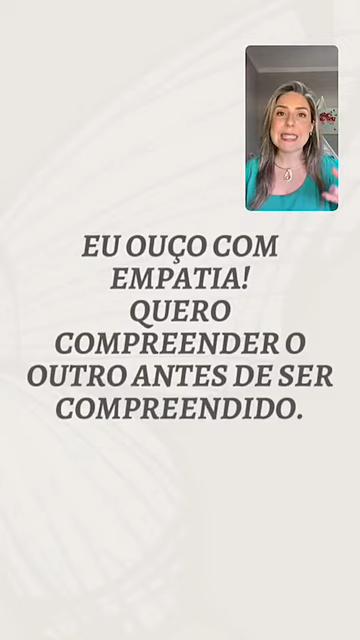 EU OUÇO COM
EMPATIA!
QUERO
COMPREENDER O
OUTRO ANTES DE SER
COMPREENDIDO.